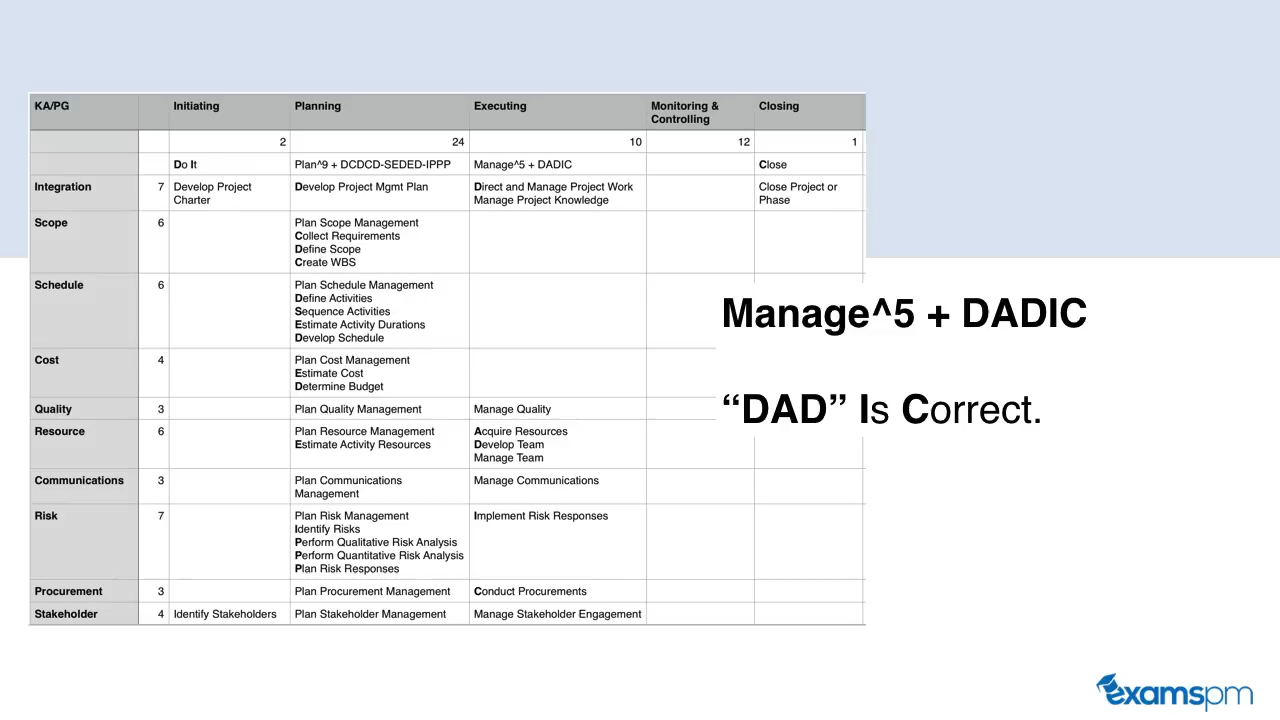 KA/PG Initiating Planning Executing Monitoring & Closing
Controlling
2 24 10 12 1
Do It Plan^9 + DCDCD-SEDED-IPPP Manage^5 + DADIC Close
Integration 7 Develop Project Develop Project Mgmt Plan Direct and Manage Project Work Close Project or
Charter Manage Project Knowledge Phase
Scope 6 Plan Scope Management
Collect Requirements
Define Scope
Create WBS
Schedule 6 Plan Schedule Management
Define Activities
Sequence Activities
Estimate Activity Durations
Develop Schedule
Cost 4 Plan Cost Management
Estimate Cost
Determine Budget
Quality 3 Plan Quality Management Manage Quality
Resource 6 Plan Resource Management Acquire Resources
Estimate Activity Resources Develop Team
Manage Team
Communications 3 Plan Communications Manage Communications
Management
Risk 7 Plan Risk Management Implement Risk Responses
Identify Risks
Perform Qualitative Risk Analysis
Perform Quantitative Risk Analysis
Plan Risk Responses
Procurement 3 Plan Procurement Management Conduct Procurements
Stakeholder 4 Identify Stakeholders Plan Stakeholder Management Manage Stakeholder Engagement
Manage^5 + DADIC
“DAD” Is Correct.
examspm